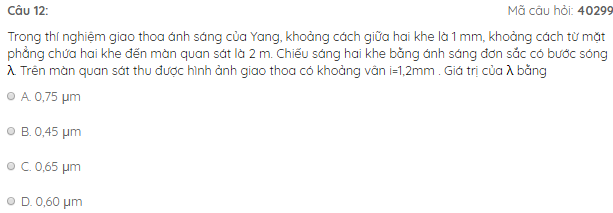 Câu 12: Mã câu hỏi: 40299
Trong thí nghiệm giao thoa ánh sáng của Yang, khoảng cách giữa hai khe là 1 mm, khoảng cách từ mặt
phẳng chứa hai khe đến màn quan sát là 2 m. Chiếu sáng hai khe bằng ánh sáng đơn sắc có bước sóng
λ. Trên màn quan sát thu được hình ảnh giao thoa có khoảng vân i=1,2mm . Giá trị của λ bằng
A. 0,75 μm
B. 0,45 μm
C. 0,65 μm
D. 0,60 μm